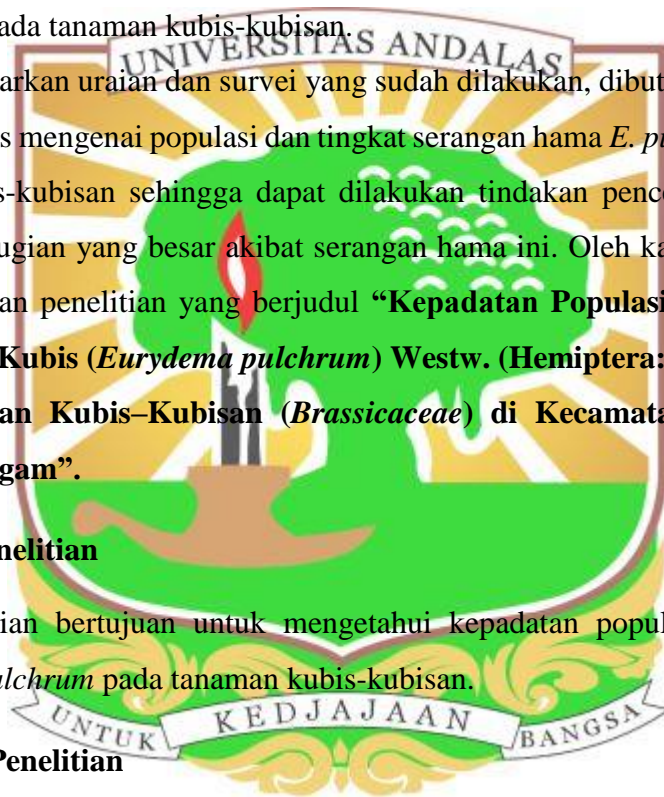 ada tanaman kubis-kubisan.
UNIVERSITAS ANDALAS
arkan uraian dan survei yang sudah dilakukan, dibut
s mengenai populasi dan tingkat serangan hama E. pu
s-kubisan sehingga dapat dilakukan tindakan pence
ugian yang besar akibat serangan hama ini. Oleh ka
an penelitian yang berjudul “Kepadatan Populasi
Kubis (Eurydema pulchrum) Westw. (Hemiptera:
an Kubis–Kubisan (Brassicaceae) di Kecamata
gam”.
nelitian
ian bertujuan untuk mengetahui kepadatan popul
lchrum pada tanaman kubis-kubisan.
UNTUK KEDJAJAAN BANGSA
Penelitian